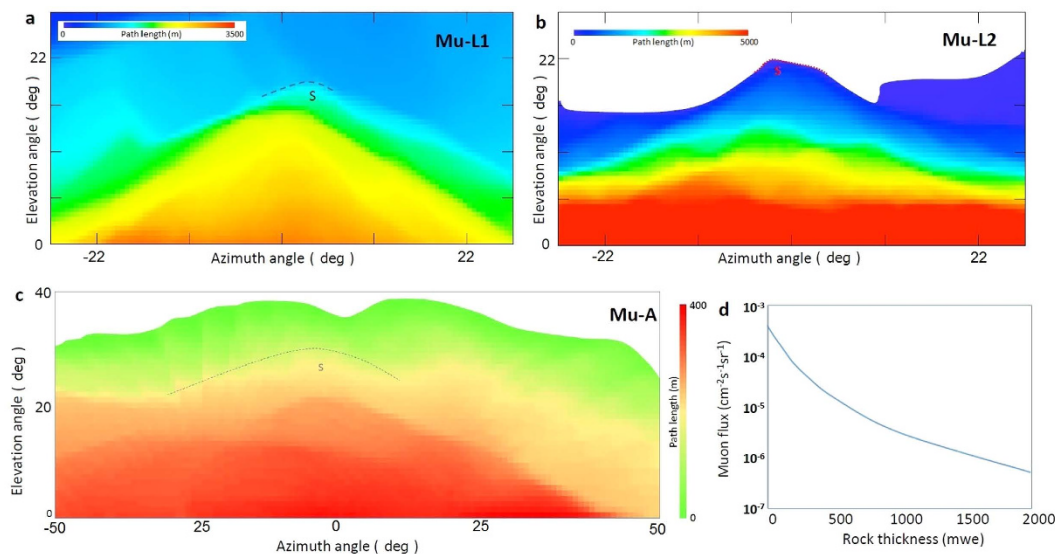 a
0 Path length (m) 3500
Mu-L1
22
S
0
Elevation angle ( deg)
-22 22
Azimuth angle ( deg)
b
0 Path length (m) 5000
Mu-L2
22
S
0
Elevation angle ( deg)
-22 22
Azimuth angle ( deg)
c
40
Mu-A
400
S
20
0
Elevation angle ( deg)
Path length (m)
0
-50 25 0 25 50
Azimuth angle ( deg)
d
10-3
10-4
10-5
10-6
10-7
Muon flux (cm-2s-1sr-1)
0 500 1000 1500 2000
Rock thickness (mwe)